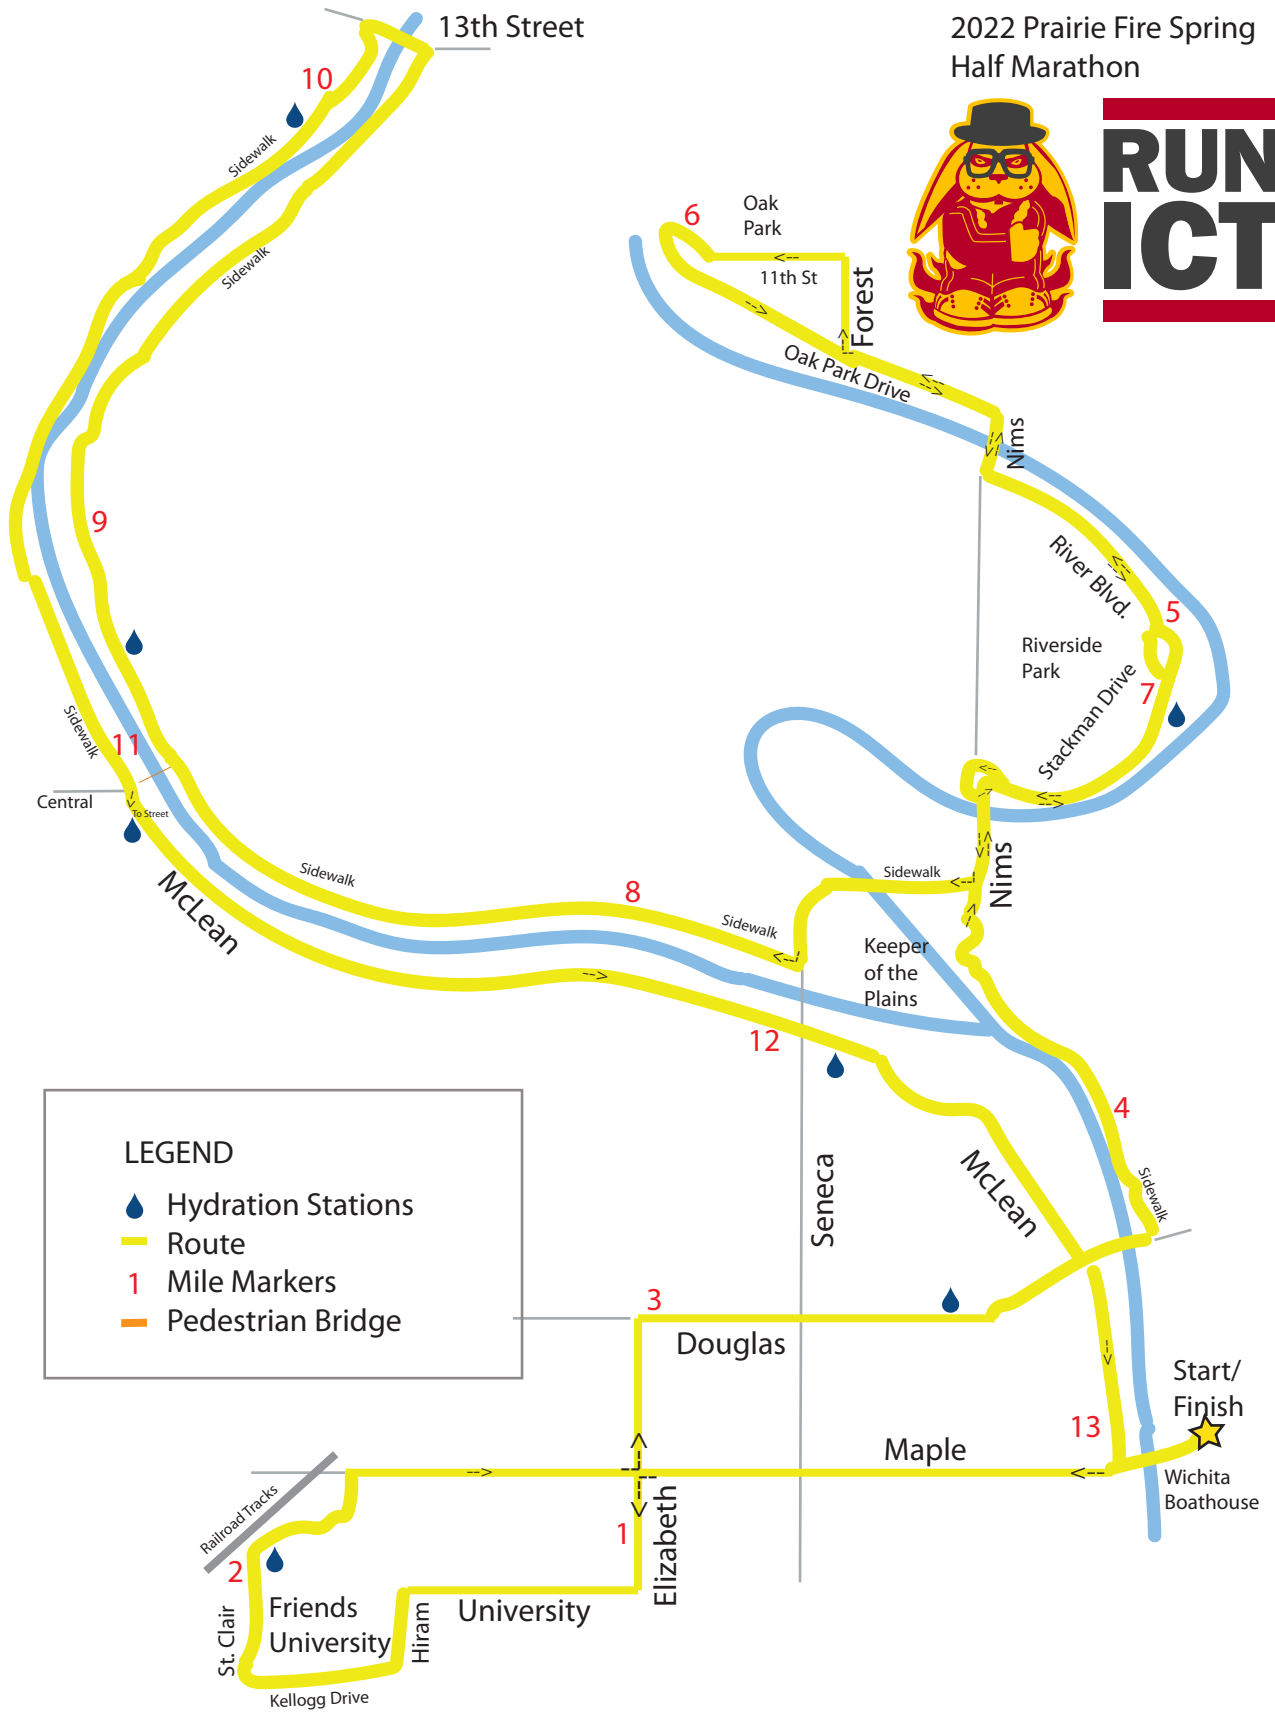 13th Street
2022 Prairie Fire Spring
Half Marathon
RUN
ICT
10
Sidewalk
Sidewalk
6
Oak
Park
11th St
Forest
Oak Park Drive
Nims
9
River Blvd.
5
Riverside
Park
7
Stackman Drive
Sidewalk
11
Central
To Street
McLean
Sidewalk
8
Sidewalk
Sidewalk
Nims
Keeper
of the
Plains
12
4
Sidewalk
McLean
Seneca
LEGEND
Hydration Stations
Route
1 Mile Markers
Pedestrian Bridge
3
Douglas
Start/
Finish
13
Maple
Wichita
Boathouse
Railroad Tracks
1
Elizabeth
2
Friends
University
University
St. Clair
Hiram
Kellogg Drive